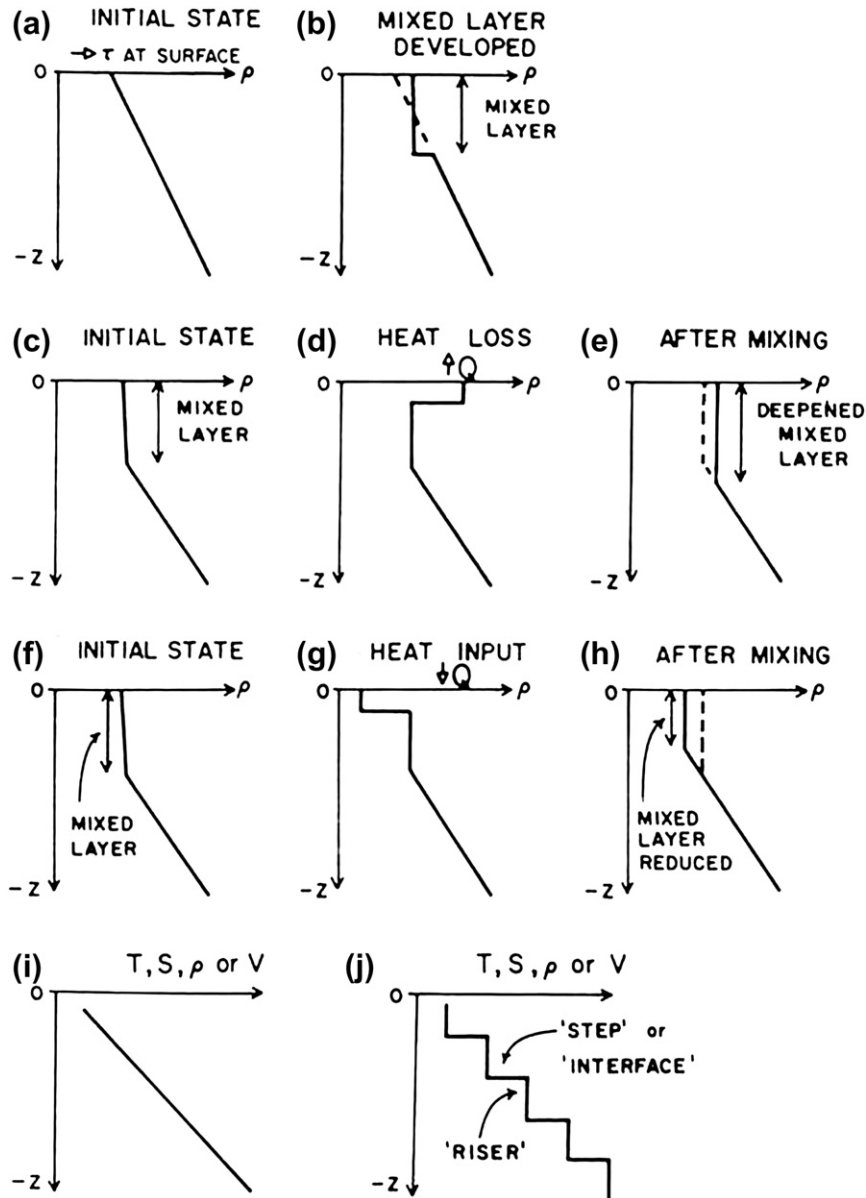 (a) INITIAL STATE
τ AT SURFACE
0
ρ
-Z
(b) MIXED LAYER
DEVELOPED
0
ρ
MIXED
LAYER
-Z
(c) INITIAL STATE
0
ρ
MIXED
LAYER
-Z
(d) HEAT LOSS
Q
0
ρ
-Z
(e) AFTER MIXING
0
ρ
DEEPENED
MIXED
LAYER
-Z
(f) INITIAL STATE
0
ρ
MIXED
LAYER
-Z
(g) HEAT INPUT
Q
0
ρ
-Z
(h) AFTER MIXING
0
ρ
MIXED
LAYER
REDUCED
-Z
(i) T, S, ρ or V
0
-Z
(j) T, S, ρ or V
0
'STEP' or
'INTERFACE'
'RISER'
-Z